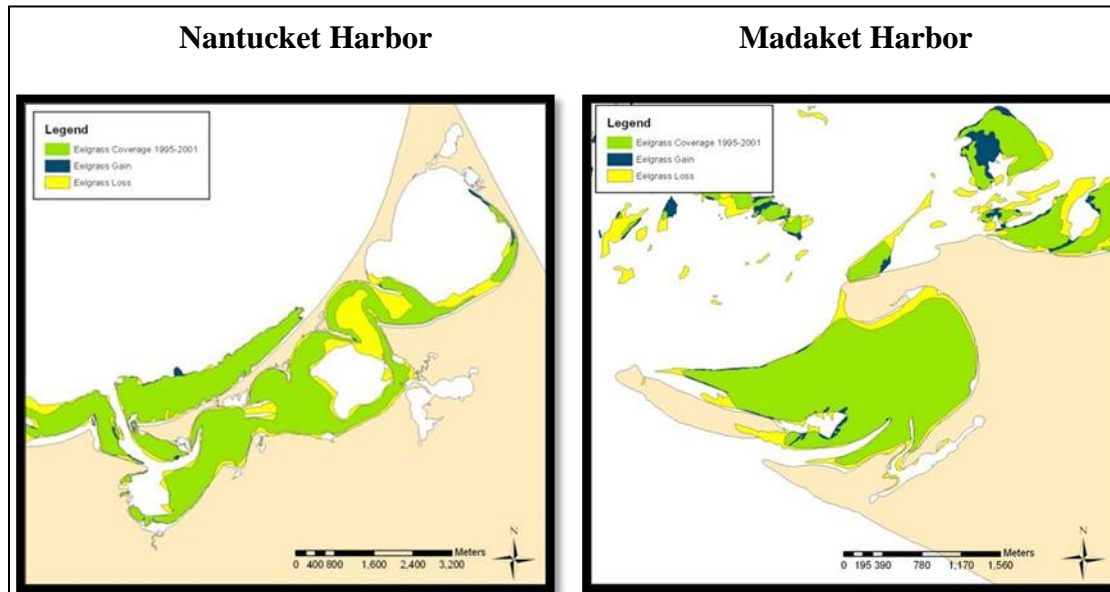 Nantucket Harbor
Madaket Harbor
Legend
Eelgrass Coverage 1995-2001
Eelgrass Gain
Eelgrass Loss
N
Meters
0 400 800 1,600 2,400 3,200
Legend
Eelgrass Coverage 1995-2001
Eelgrass Gain
Eelgrass Loss
N
Meters
0 195 390 780 1,170 1,560